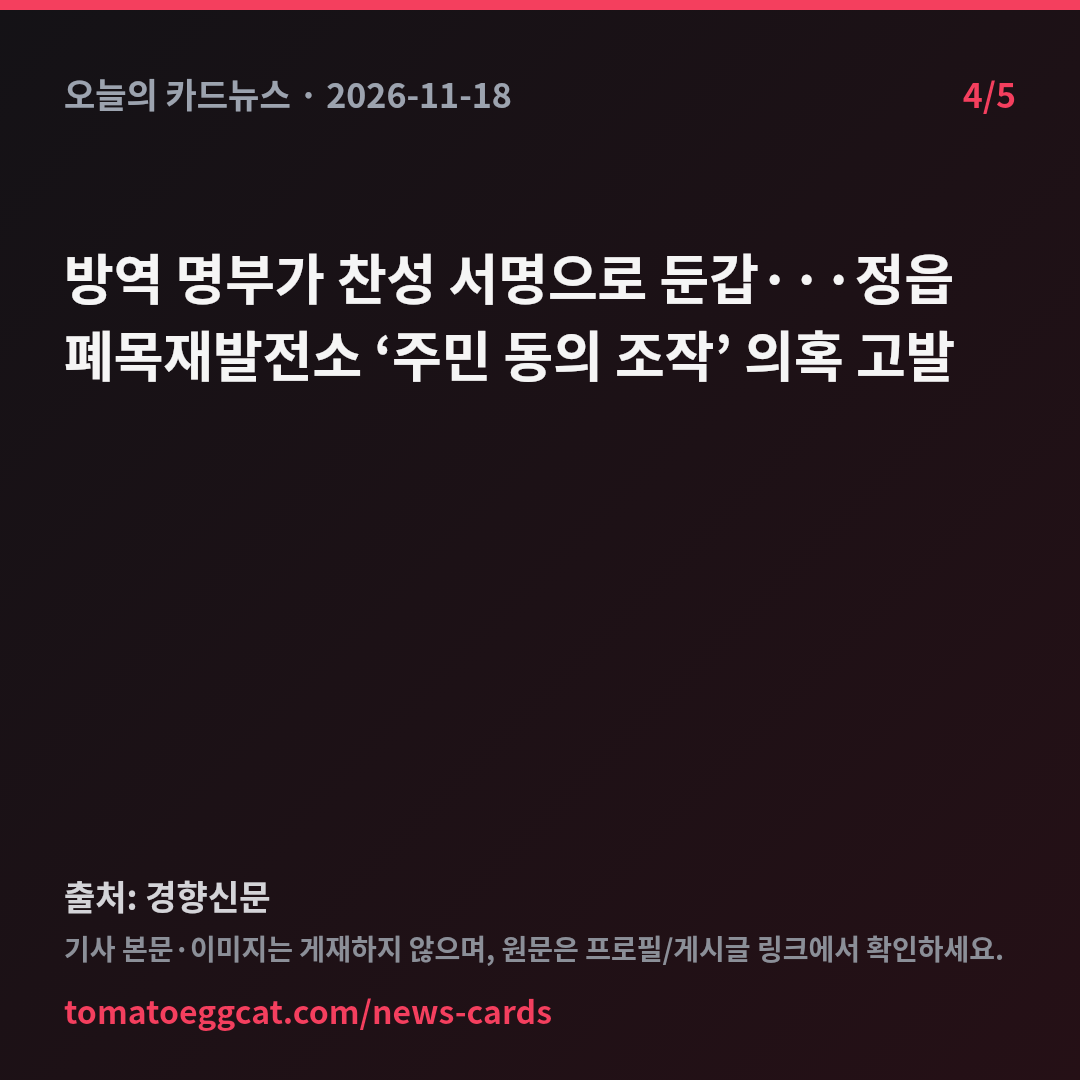 오늘의 카드뉴스 · 2026-11-18
4/5
방역 명부가 찬성 서명으로 둔갑···정읍
폐목재발전소 ‘주민 동의 조작’ 의혹 고발
출처: 경향신문
기사 본문·이미지는 게재하지 않으며, 원문은 프로필/게시글 링크에서 확인하세요.
tomatoeggcat.com/news-cards